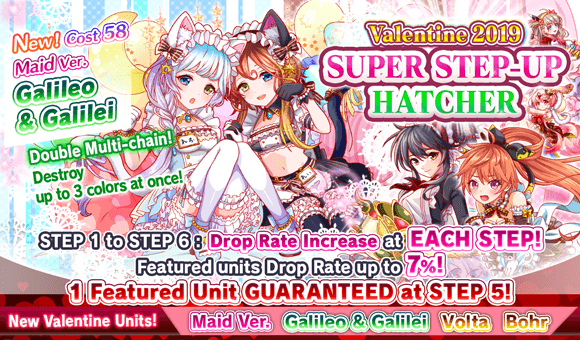 New! Cost 58
Maid Ver.
Galileo
& Galilei
Double Multi-chain!
Destroy
up to 3 colors at once!
Valentine 2019
SUPER STEP-UP
HATCHER
STEP 1 to STEP 6 : Drop Rate Increase at EACH STEP!
Featured units Drop Rate up to 7%!
1 Featured Unit GUARANTEED at STEP 5!
New Valentine Units! Maid Ver. Galileo & Galilei Volta Bohr